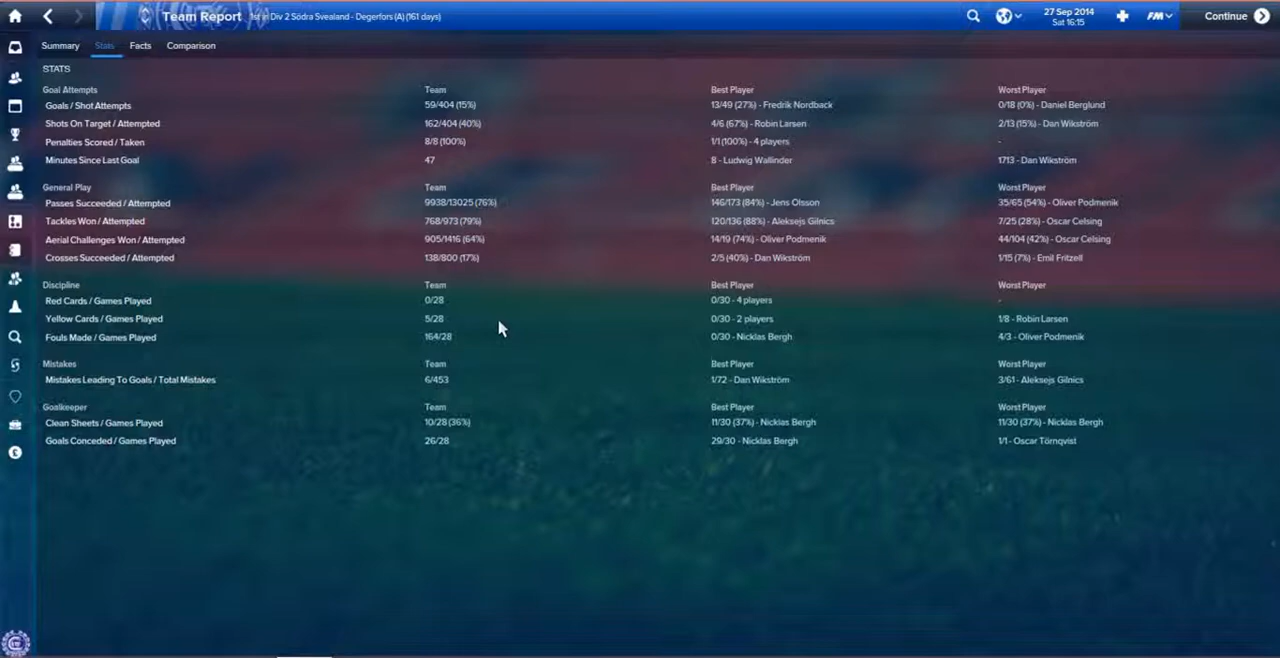 Team Report 1st in Div 2 Södra Svealand - Degerfors (A) (161 days) 27 Sep 2014 FM Continue
Sat 16:15
Summary Stats Facts Comparison
STATS
Goal Attempts Team Best Player Worst Player
Goals / Shot Attempts 59/404 (15%) 13/49 (27%) - Fredrik Nordback 0/18 (0%) - Daniel Berglund
Shots On Target / Attempted 162/404 (40%) 4/6 (67%) - Robin Larsen 2/13 (15%) - Dan Wikström
Penalties Scored / Taken 8/8 (100%) 1/1 (100%) - 4 players -
Minutes Since Last Goal 47 8 - Ludwig Wallinder 1713 - Dan Wikström
General Play Team Best Player Worst Player
Passes Succeeded / Attempted 9938/13025 (76%) 146/173 (84%) - Jens Olsson 35/65 (54%) - Oliver Podmenik
Tackles Won / Attempted 768/973 (79%) 120/136 (88%) - Aleksejs Gilnics 7/25 (28%) - Oscar Celsing
Aerial Challenges Won / Attempted 905/1416 (64%) 14/19 (74%) - Oliver Podmenik 44/104 (42%) - Oscar Celsing
Crosses Succeeded / Attempted 138/800 (17%) 2/5 (40%) - Dan Wikström 1/15 (7%) - Emil Fritzell
Discipline Team Best Player Worst Player
Red Cards / Games Played 0/28 0/30 - 4 players -
Yellow Cards / Games Played 5/28 0/30 - 2 players 1/8 - Robin Larsen
Fouls Made / Games Played 164/28 0/30 - Nicklas Bergh 4/3 - Oliver Podmenik
Mistakes Team Best Player Worst Player
Mistakes Leading To Goals / Total Mistakes 6/453 1/72 - Dan Wikström 3/61 - Aleksejs Gilnics
Goalkeeper Team Best Player Worst Player
Clean Sheets / Games Played 10/28 (36%) 11/30 (37%) - Nicklas Bergh 11/30 (37%) - Nicklas Bergh
Goals Conceded / Games Played 26/28 29/30 - Nicklas Bergh 1/1 - Oscar Törnqvist